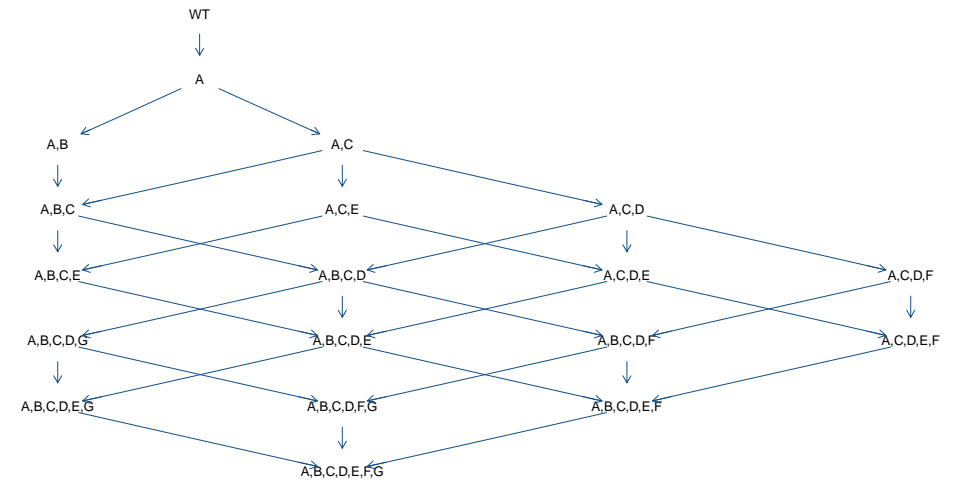 WT
A
A,B
A,C
A,B,C
A,C,E
A,C,D
A,B,C,E
A,B,C,D
A,C,D,E
A,C,D,F
A,B,C,D,G
A,B,C,D,E
A,B,C,D,F
A,C,D,E,F
A,B,C,D,E,G
A,B,C,D,F,G
A,B,C,D,E,F
A,B,C,D,E,F,G